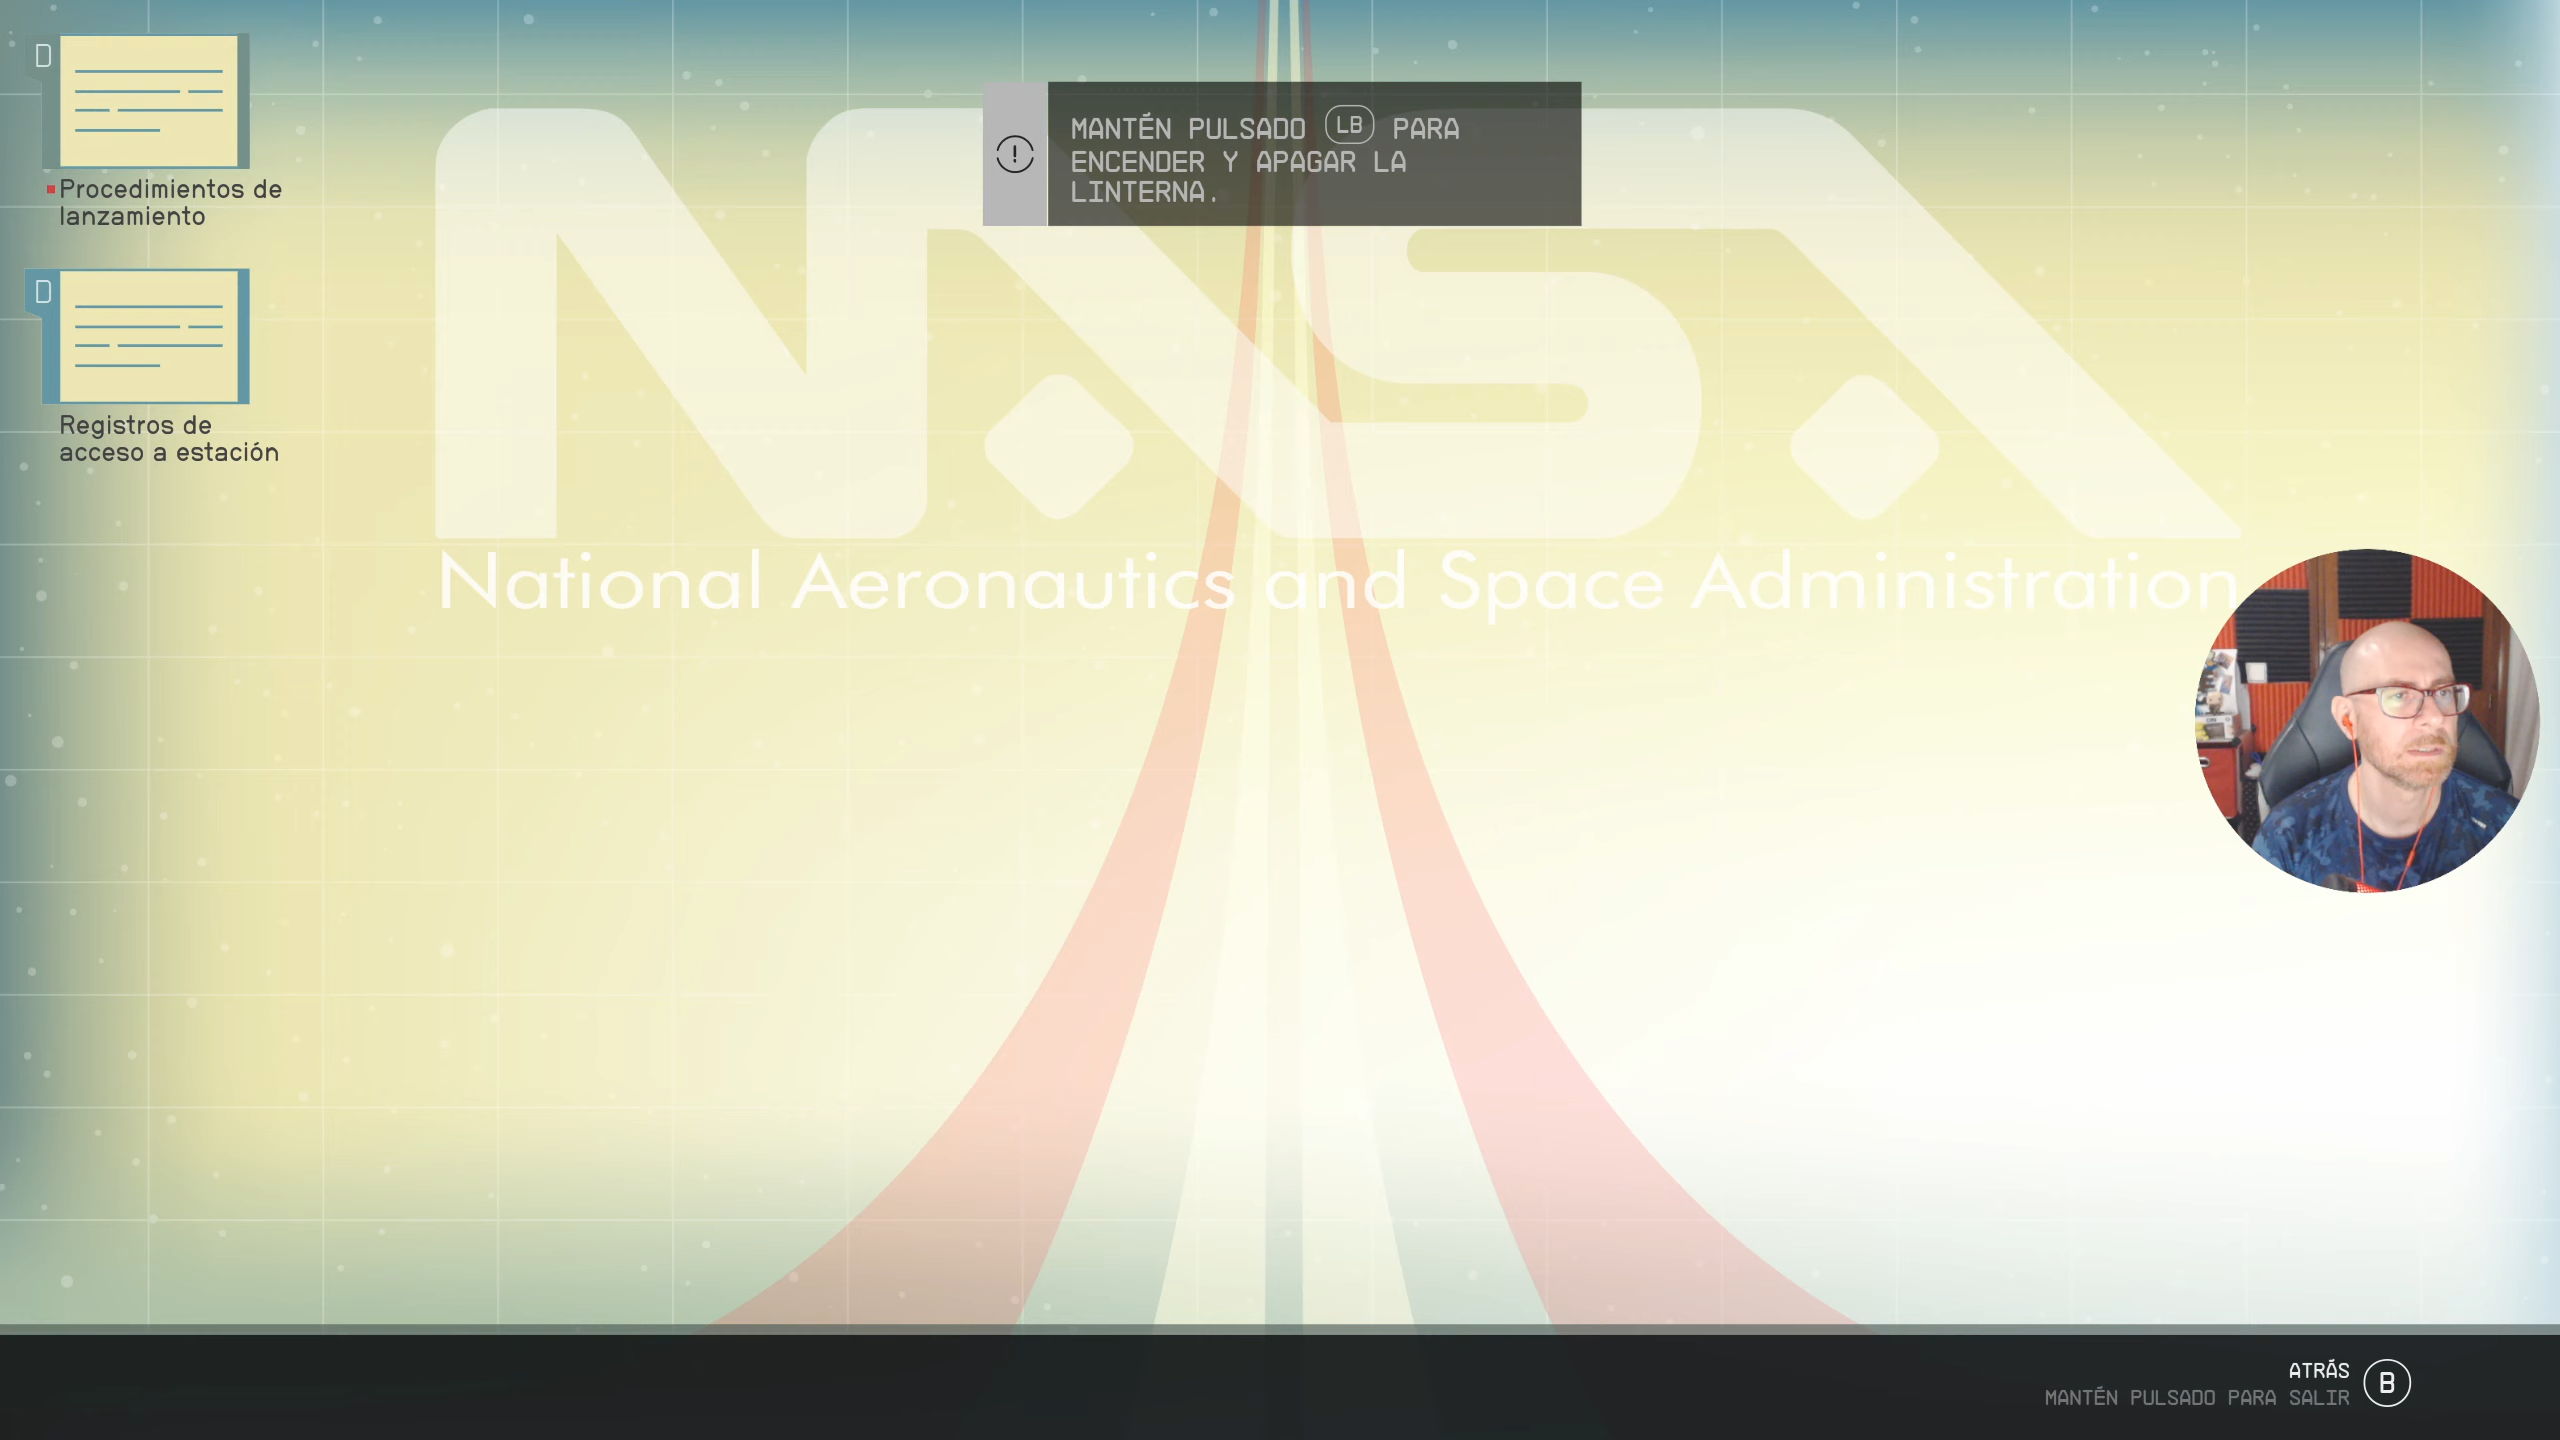 MANTÉN PULSADO LB PARA
ENCENDER Y APAGAR LA
LINTERNA.
Procedimientos de
lanzamiento
Registros de
acceso a estación
NASA
National Aeronautics and Space Administration
ATRÁS
MANTÉN PULSADO PARA SALIR
B